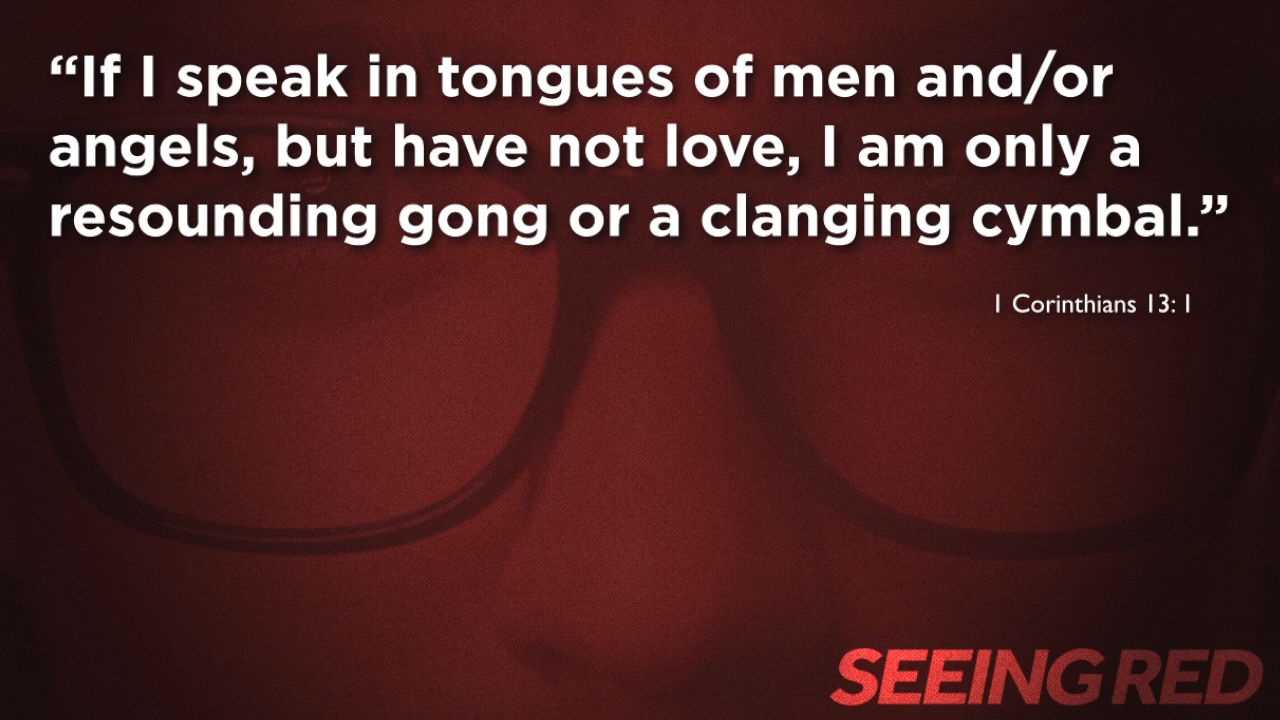 “If I speak in tongues of men and/or
angels, but have not love, I am only a
resounding gong or a clanging cymbal.”
1 Corinthians 13: 1
SEEING RED